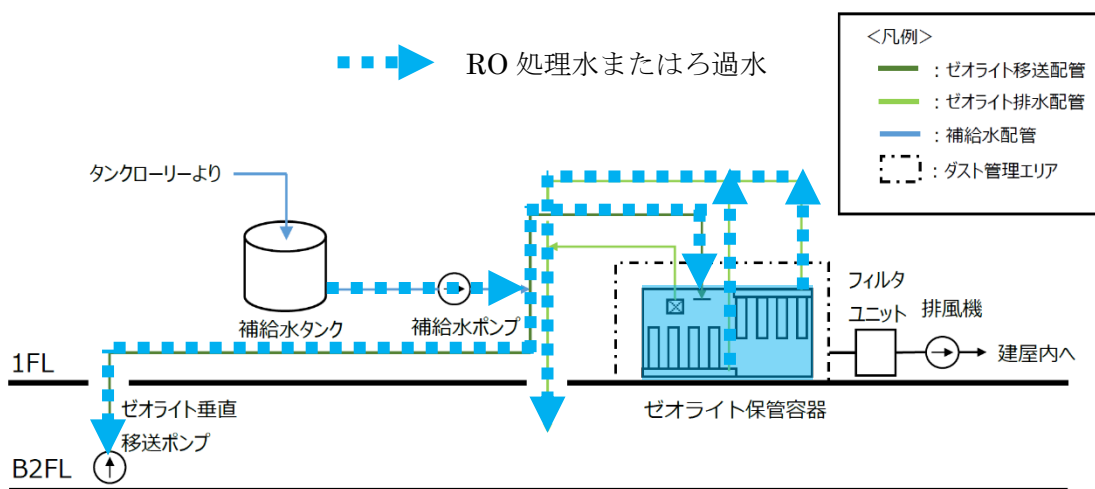 RO 処理水またはろ過水
<凡例>
：ゼオライト移送配管
：ゼオライト排水配管
：補給水配管
：ダスト管理エリア
タンクローリーより
補給水タンク
補給水ポンプ
フィルタ
ユニット
排風機
建屋内へ
1FL
ゼオライト垂直
移送ポンプ
ゼオライト保管容器
B2FL